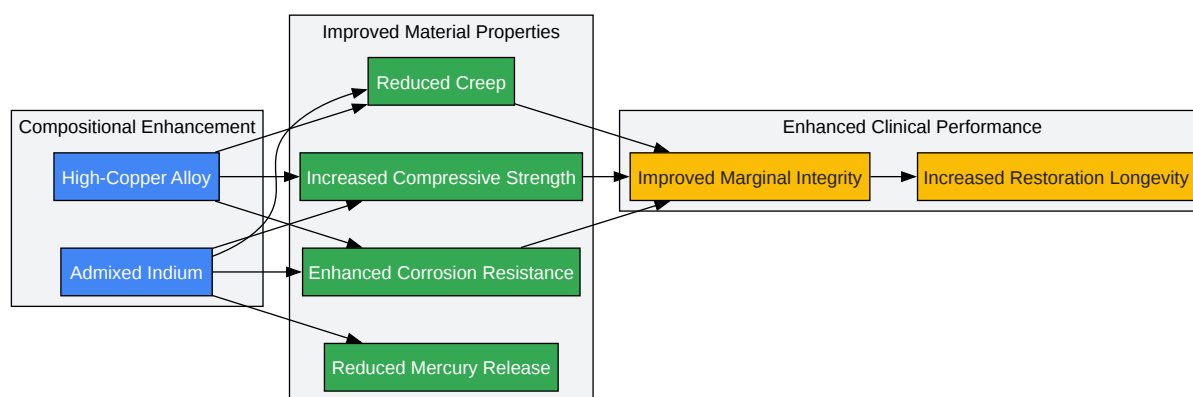 Compositional Enhancement
High-Copper Alloy
Admixed Indium
Improved Material Properties
Reduced Creep
Increased Compressive Strength
Enhanced Corrosion Resistance
Reduced Mercury Release
Enhanced Clinical Performance
Improved Marginal Integrity
Increased Restoration Longevity